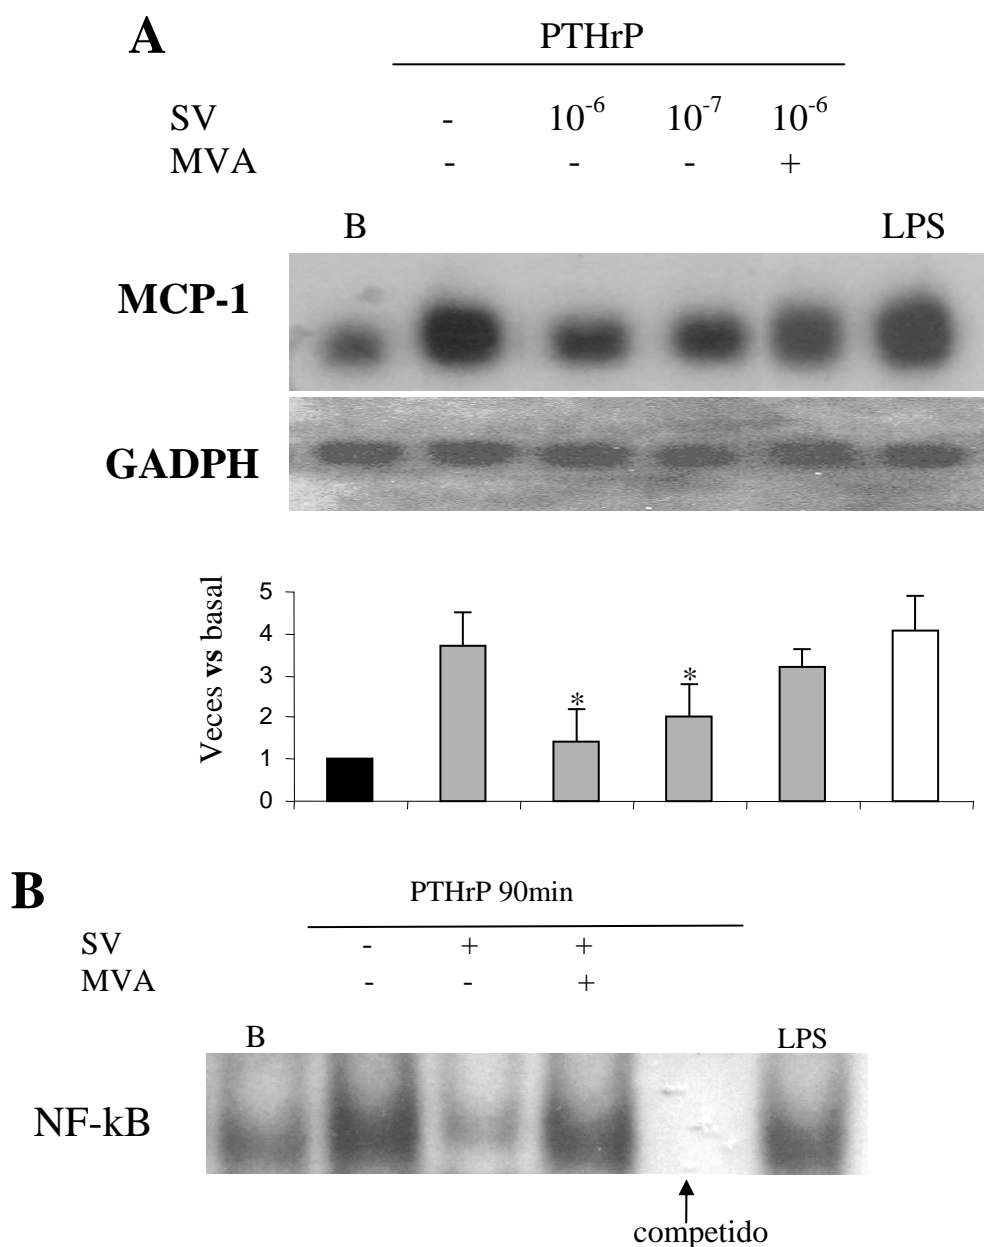 A
PTHrP
SV - 10-6 10-7 10-6
MVA - - - +
B LPS
MCP-1
GADPH
Veces vs basal
5
4
3
2
1
0
* *
B
PTHrP 90min
SV - + +
MVA - - +
B LPS
NF-kB
competido